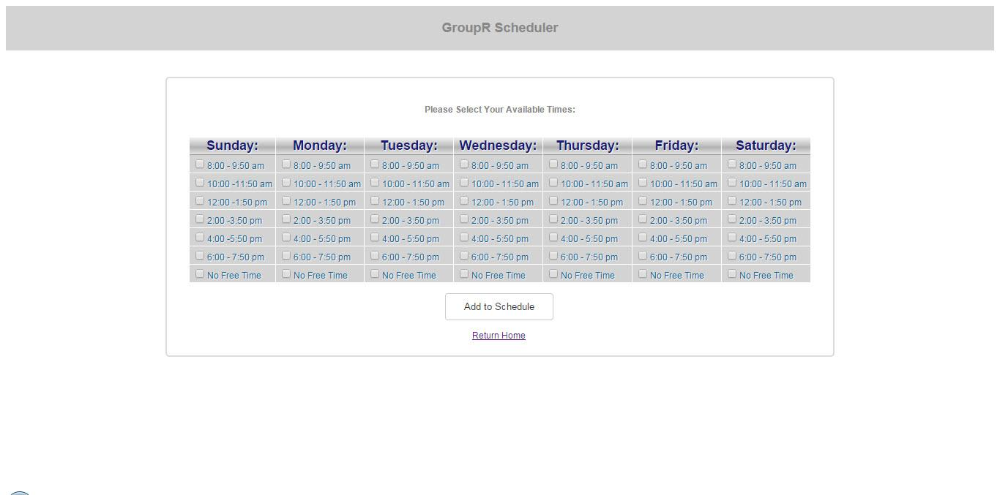 GroupR Scheduler
Please Select Your Available Times:
Sunday: Monday: Tuesday: Wednesday: Thursday: Friday: Saturday:
8:00 - 9:50 am 8:00 - 9:50 am 8:00 - 9:50 am 8:00 - 9:50 am 8:00 - 9:50 am 8:00 - 9:50 am 8:00 - 9:50 am
10:00 -11:50 am 10:00 - 11:50 am 10:00 - 11:50 am 10:00 - 11:50 am 10:00 - 11:50 am 10:00 - 11:50 am 10:00 - 11:50 am
12:00 -1:50 pm 12:00 - 1:50 pm 12:00 - 1:50 pm 12:00 - 1:50 pm 12:00 - 1:50 pm 12:00 - 1:50 pm 12:00 - 1:50 pm
2:00 -3:50 pm 2:00 - 3:50 pm 2:00 - 3:50 pm 2:00 - 3:50 pm 2:00 - 3:50 pm 2:00 - 3:50 pm 2:00 - 3:50 pm
4:00 -5:50 pm 4:00 - 5:50 pm 4:00 - 5:50 pm 4:00 - 5:50 pm 4:00 - 5:50 pm 4:00 - 5:50 pm 4:00 - 5:50 pm
6:00 - 7:50 pm 6:00 - 7:50 pm 6:00 - 7:50 pm 6:00 - 7:50 pm 6:00 - 7:50 pm 6:00 - 7:50 pm 6:00 - 7:50 pm
No Free Time No Free Time No Free Time No Free Time No Free Time No Free Time No Free Time
Add to Schedule
Return Home